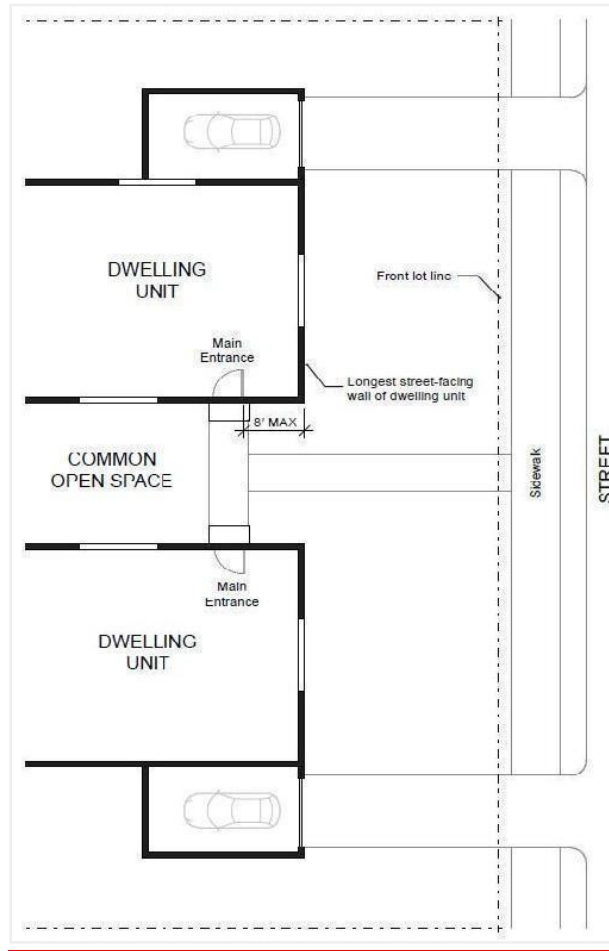 DWELLING
UNIT
Front lot line
Main
Entrance
Longest street-facing
wall of dwelling unit
8' MAX
COMMON
OPEN SPACE
Sidewalk
STREET
Main
Entrance
DWELLING
UNIT